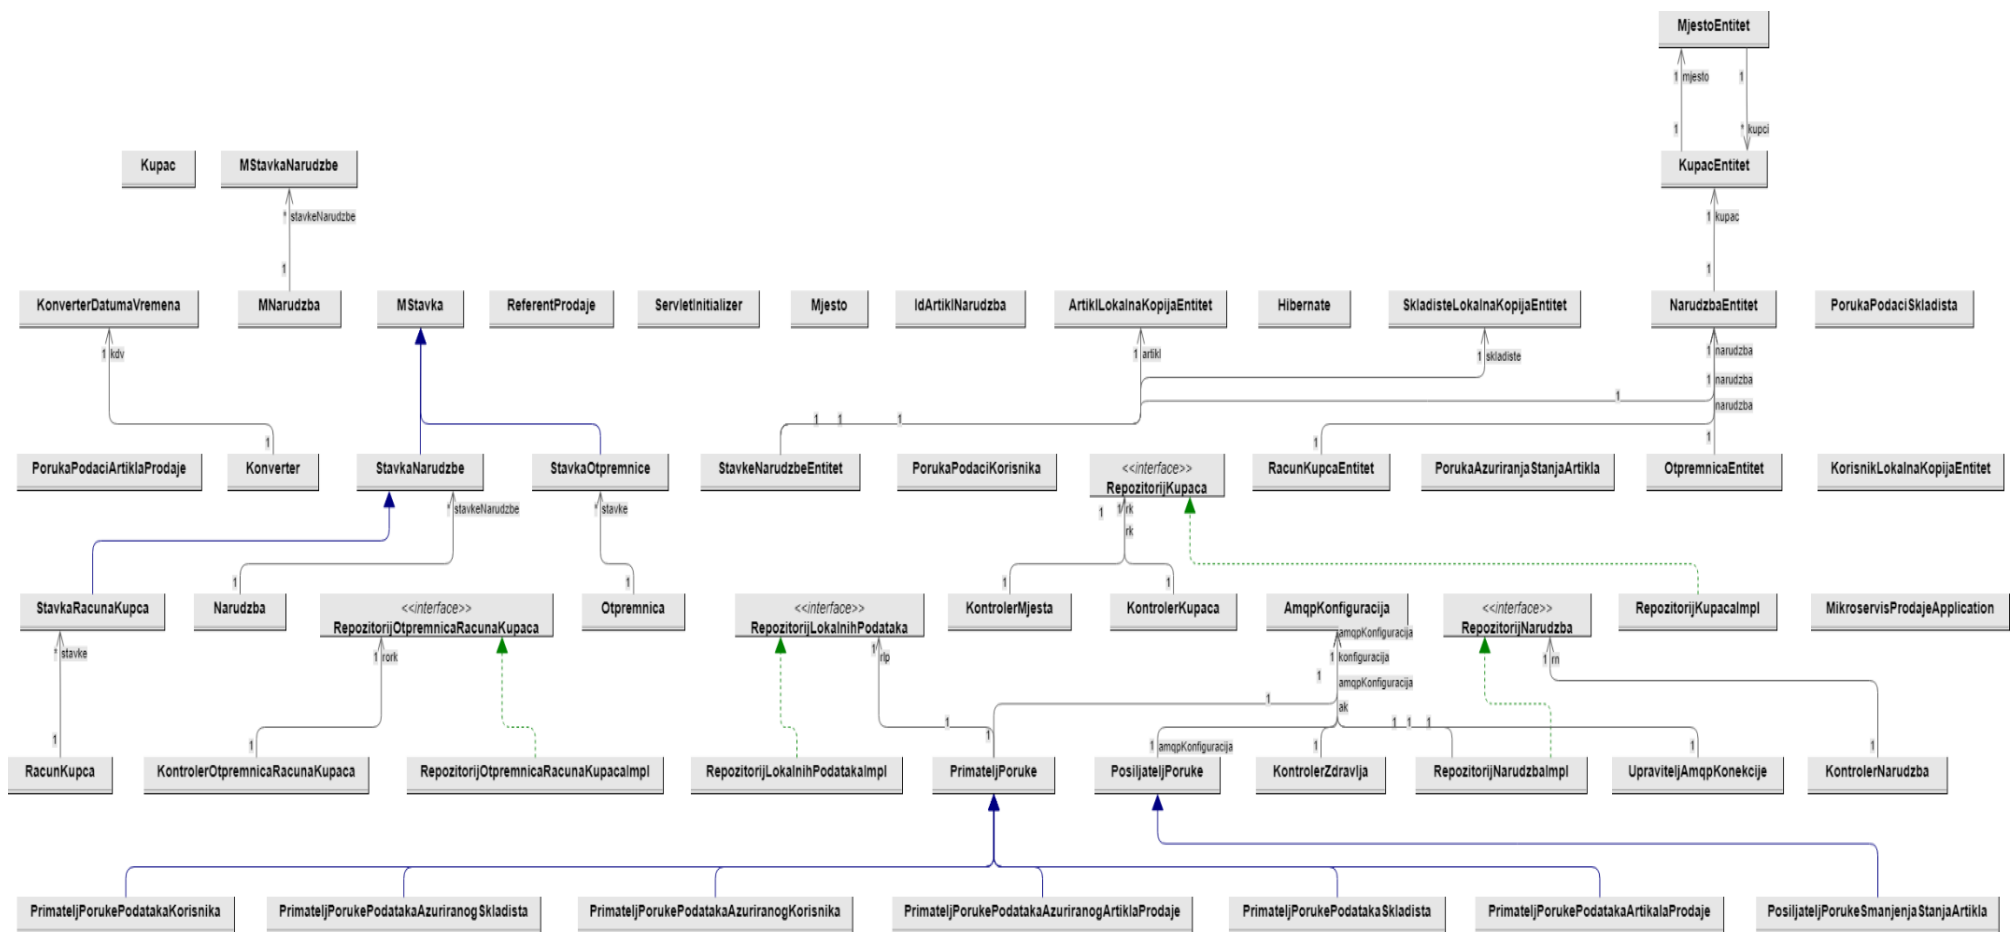 MjestoEntitet
1 mjesto 1
1 * kupci
Kupac
MStavkaNarudzbe
KupacEntitet
* stavkeNarudzbe
1 kupac
1
1
KonverterDatumaVremena
MNarudzba
MStavka
ReferentProdaje
ServletInitializer
Mjesto
IdArtiklNarudzba
ArtiklLokalnaKopijaEntitet
Hibernate
SkladisteLokalnaKopijaEntitet
NarudzbaEntitet
PorukaPodaciSkladista
1 kdv
1 artikl
1 skladiste
1 narudzba
1 narudzba
narudzba
1
1 1 1
1
1
1
PorukaPodaciArtiklaProdaje
Konverter
StavkaNarudzbe
StavkaOtpremnice
StavkeNarudzbeEntitet
PorukaPodaciKorisnika
<<interface>>
RepozitorijKupaca
RacunKupcaEntitet
PorukaAzuriranjaStanjaArtikla
OtpremnicaEntitet
KorisnikLokalnaKopijaEntitet
* stavkeNarudzbe
* stavke
1 1 rk
rk
1
1
1
1
StavkaRacunaKupca
Narudzba
<<interface>>
RepozitorijOtpremnicaRacunaKupaca
Otpremnica
<<interface>>
RepozitorijLokalnihPodataka
KontrolerMjesta
KontrolerKupaca
AmqpKonfiguracija
<<interface>>
RepozitorijNarudzba
RepozitorijKupacaImpl
MikroservisProdajeApplication
* stavke
1 rork
1 rlp
amqpKonfiguracija
1 konfiguracija
1 amqpKonfiguracija
ak
1 rn
1
1
1
1
1
1 amqpKonfiguracija
1
1 1 1
1
1
RacunKupca
KontrolerOtpremnicaRacunaKupaca
RepozitorijOtpremnicaRacunaKupacaImpl
RepozitorijLokalnihPodatakaImpl
PrimateljPoruke
PosiljateljPoruke
KontrolerZdravlja
RepozitorijNarudzbaImpl
UpraviteljAmqpKonekcije
KontrolerNarudzba
PrimateljPorukePodatakaKorisnika
PrimateljPorukePodatakaAzuriranogSkladista
PrimateljPorukePodatakaAzuriranogKorisnika
PrimateljPorukePodatakaAzuriranogArtiklaProdaje
PrimateljPorukePodatakaSkladista
PrimateljPorukePodatakaArtikalaProdaje
PosiljateljPorukeSmanjenjaStanjaArtikla